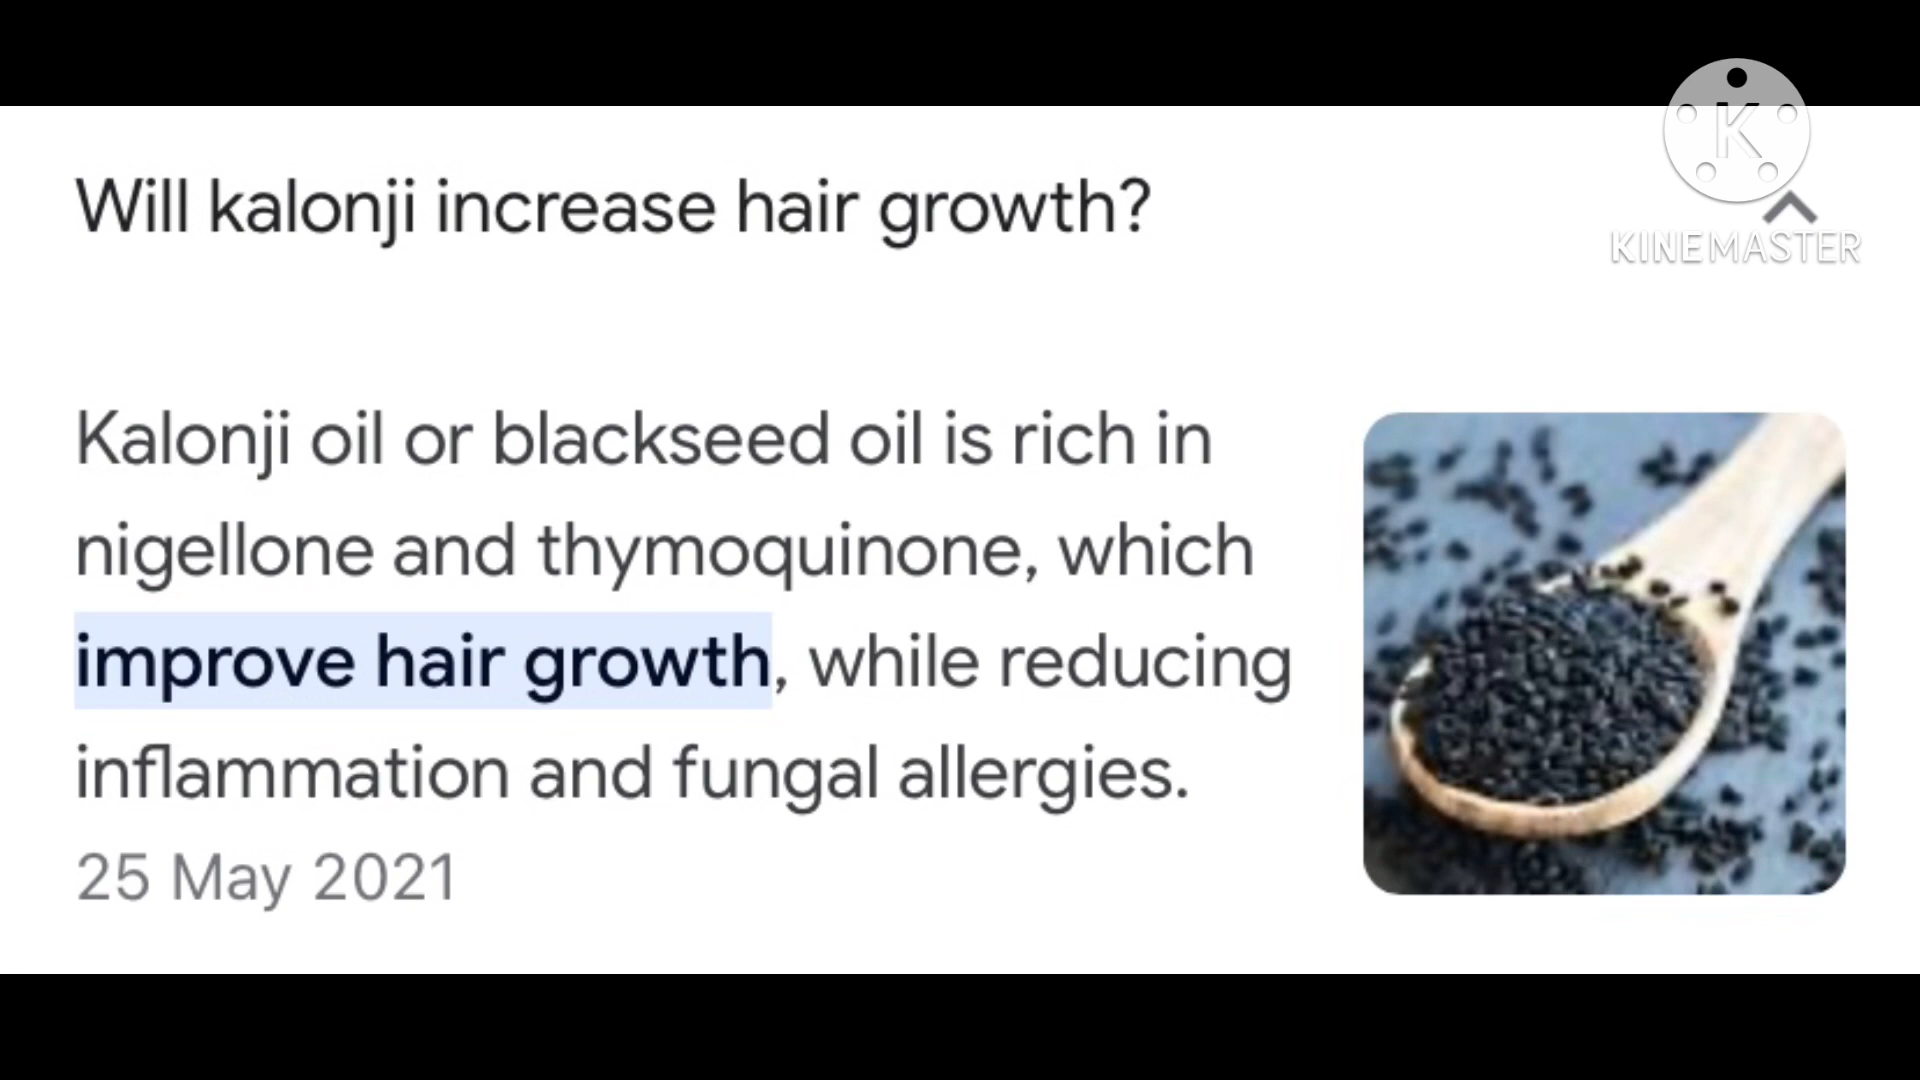 K
KINEMASTER
Will kalonji increase hair growth?
Kalonji oil or blackseed oil is rich in
nigellone and thymoquinone, which
improve hair growth, while reducing
inflammation and fungal allergies.
25 May 2021